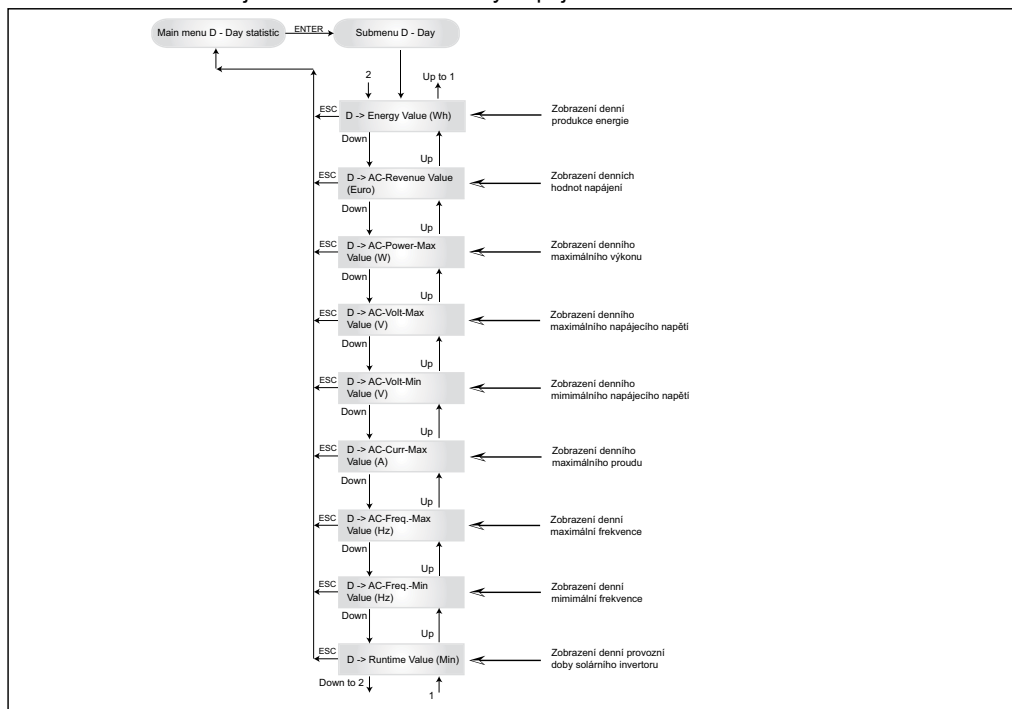 Main menu D - Day statistic
ENTER
Submenu D - Day
2
Up to 1
ESC
D -> Energy Value (Wh)
Zobrazení denní
produkce energie
Down
Up
ESC
D -> AC-Revenue Value
(Euro)
Zobrazení denních
hodnot napájení
Down
Up
ESC
D -> AC-Power-Max
Value (W)
Zobrazení denního
maximálního výkonu
Down
Up
ESC
D -> AC-Volt-Max
Value (V)
Zobrazení denního
maximálního napájecího napětí
Down
Up
ESC
D -> AC-Volt-Min
Value (V)
Zobrazení denního
mimimálního napájecího napětí
Down
Up
ESC
D -> AC-Curr-Max
Value (A)
Zobrazení denního
maximálního proudu
Down
Up
ESC
D -> AC-Freq.-Max
Value (Hz)
Zobrazení denní
maximální frekvence
Down
Up
ESC
D -> AC-Freq.-Min
Value (Hz)
Zobrazení denní
mimimální frekvence
Down
Up
ESC
D -> Runtime Value (Min)
Zobrazení denní provozní
doby solárního invertoru
Down to 2
1